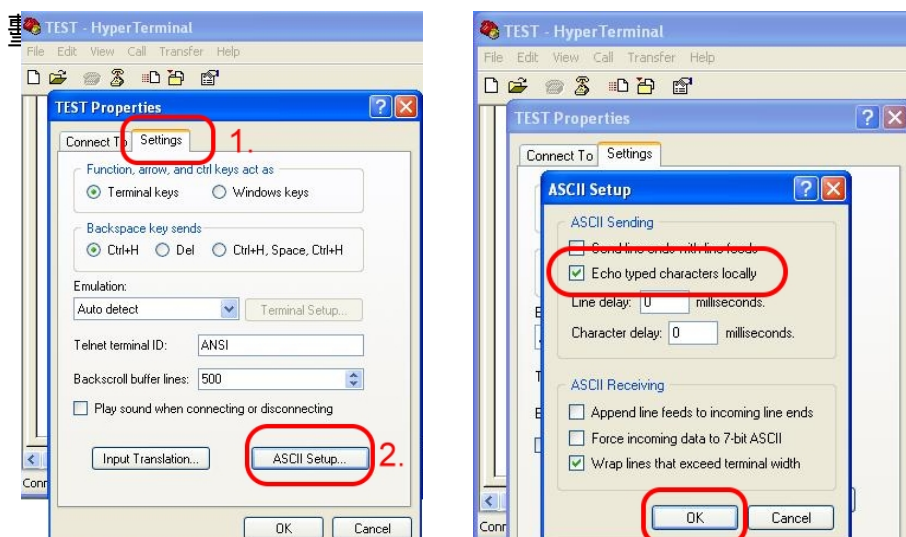 TEST - HyperTerminal
File Edit View Call Transfer Help
TEST Properties
Connect To Settings
1.
Function, arrow, and ctrl keys act as
Terminal keys Windows keys
Backspace key sends
Ctrl+H Del Ctrl+H, Space, Ctrl+H
Emulation:
Auto detect Terminal Setup...
Telnet terminal ID: ANSI
Backscroll buffer lines: 500
Play sound when connecting or disconnecting
Input Translation... ASCII Setup...
2.
Conn
OK Cancel
TEST - HyperTerminal
File Edit View Call Transfer Help
TEST Properties
Connect To Settings
ASCII Setup
ASCII Sending
Send line ends with line feeds
Echo typed characters locally
Line delay: 0 milliseconds.
Character delay: 0 milliseconds.
ASCII Receiving
Append line feeds to incoming line ends
Force incoming data to 7-bit ASCII
Wrap lines that exceed terminal width
Conr
OK Cancel